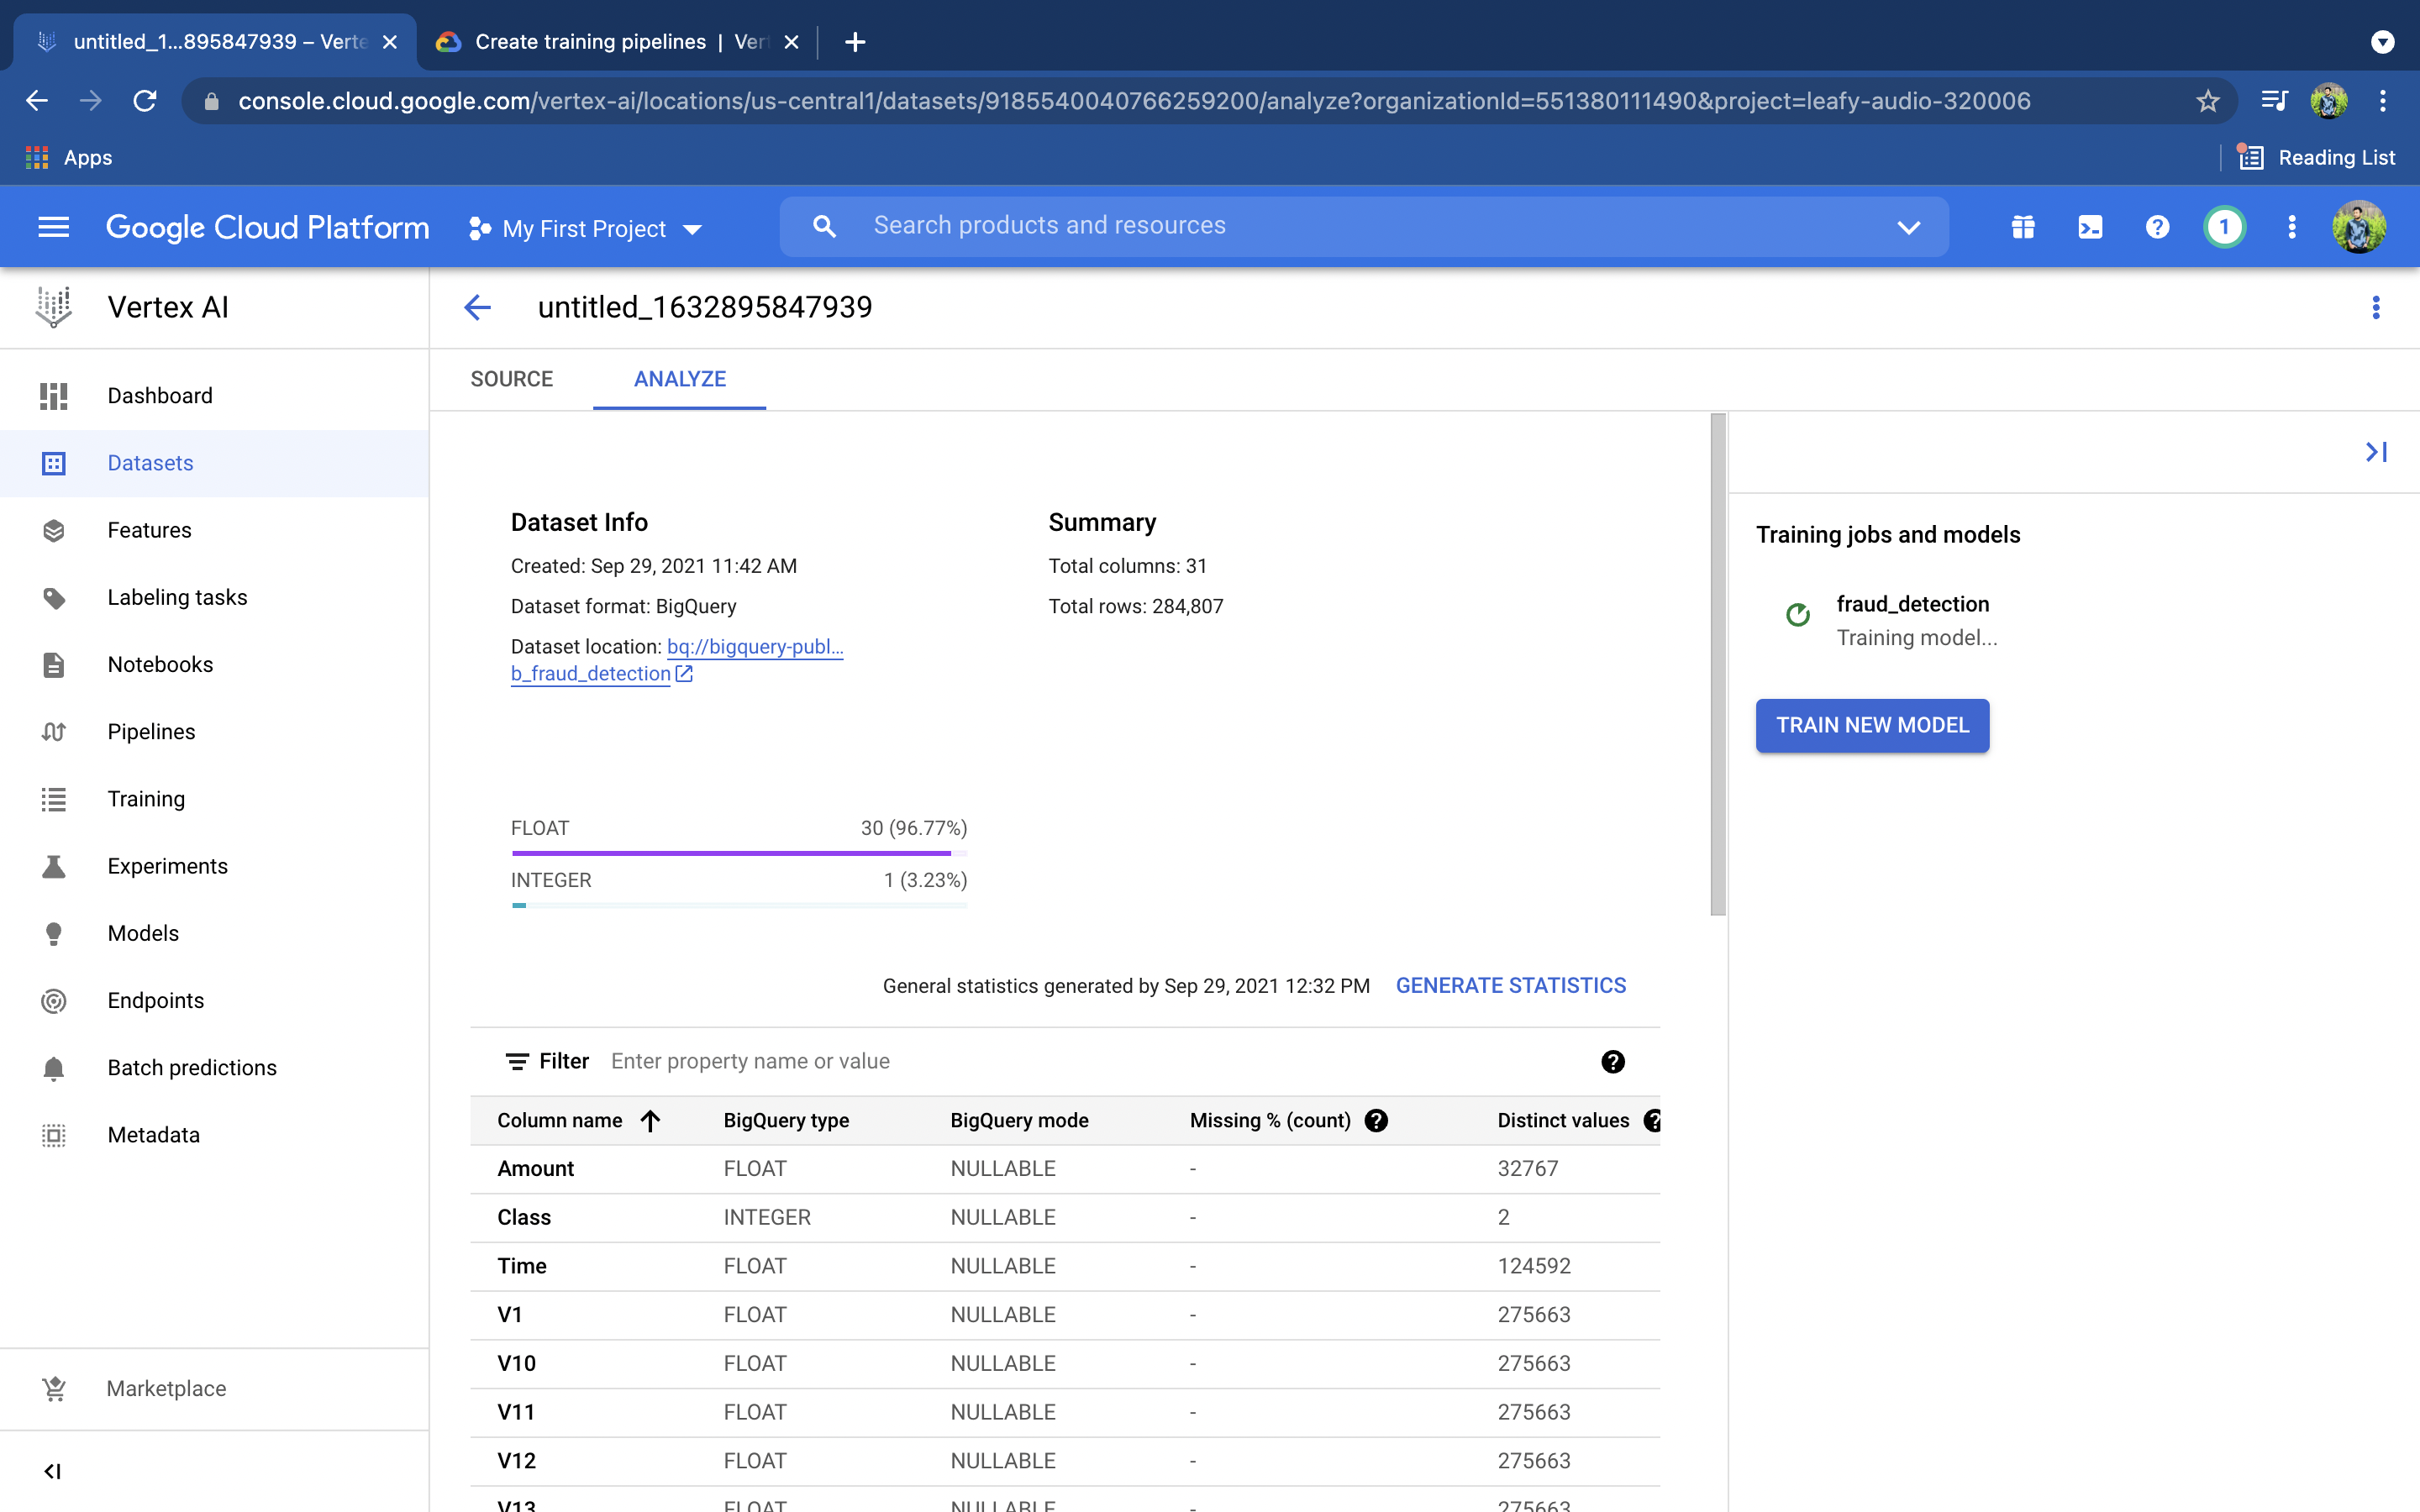 untitled_1...895847939 – Verte
Create training pipelines | Ver
console.cloud.google.com/vertex-ai/locations/us-central1/datasets/9185540040766259200/analyze?organizationId=551380111490&project=leafy-audio-320006
Apps
Reading List
Google Cloud Platform
My First Project
Search products and resources
1
Vertex AI
untitled_1632895847939
SOURCE
ANALYZE
Dashboard
Datasets
Features
Labeling tasks
Notebooks
Pipelines
Training
Experiments
Models
Endpoints
Batch predictions
Metadata
Marketplace
Dataset Info
Created: Sep 29, 2021 11:42 AM
Dataset format: BigQuery
Dataset location: bq://bigquery-publ...
b_fraud_detection
Summary
Total columns: 31
Total rows: 284,807
FLOAT 30 (96.77%)
INTEGER 1 (3.23%)
General statistics generated by Sep 29, 2021 12:32 PM GENERATE STATISTICS
Filter Enter property name or value
Column name BigQuery type BigQuery mode Missing % (count) Distinct values
Amount FLOAT NULLABLE - 32767
Class INTEGER NULLABLE - 2
Time FLOAT NULLABLE - 124592
V1 FLOAT NULLABLE - 275663
V10 FLOAT NULLABLE - 275663
V11 FLOAT NULLABLE - 275663
V12 FLOAT NULLABLE - 275663
V13 FLOAT NULLABLE - 275663
Training jobs and models
fraud_detection
Training model...
TRAIN NEW MODEL